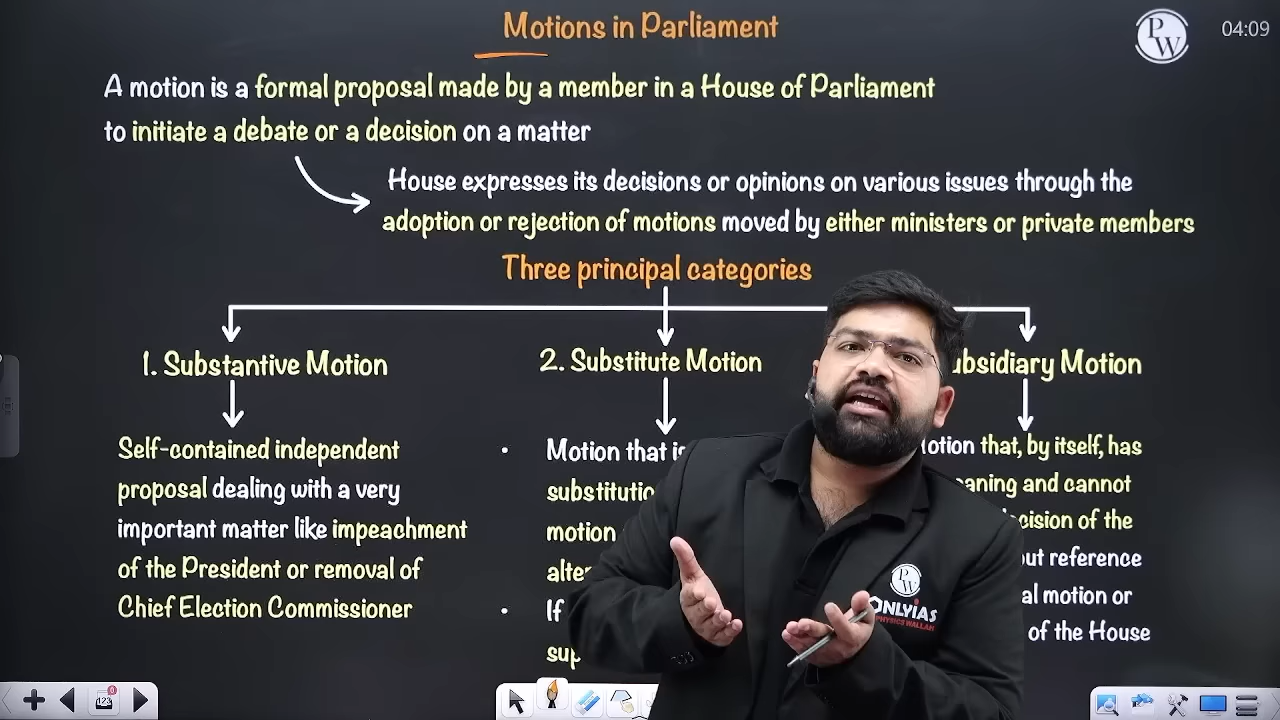 Motions in Parliament
PW
04:09
A motion is a formal proposal made by a member in a House of Parliament
to initiate a debate or a decision on a matter
House expresses its decisions or opinions on various issues through the
adoption or rejection of motions moved by either ministers or private members
Three principal categories
1. Substantive Motion
Self-contained independent
proposal dealing with a very
important matter like impeachment
of the President or removal of
Chief Election Commissioner
2. Substitute Motion
• Motion that is
substitutio
motion
alte
• If
sup
ubsidiary Motion
otion that, by itself, has
aning and cannot
cision of the
out reference
al motion or
of the House
PW
ONLYIAS
PHYSICS WALLAH
123